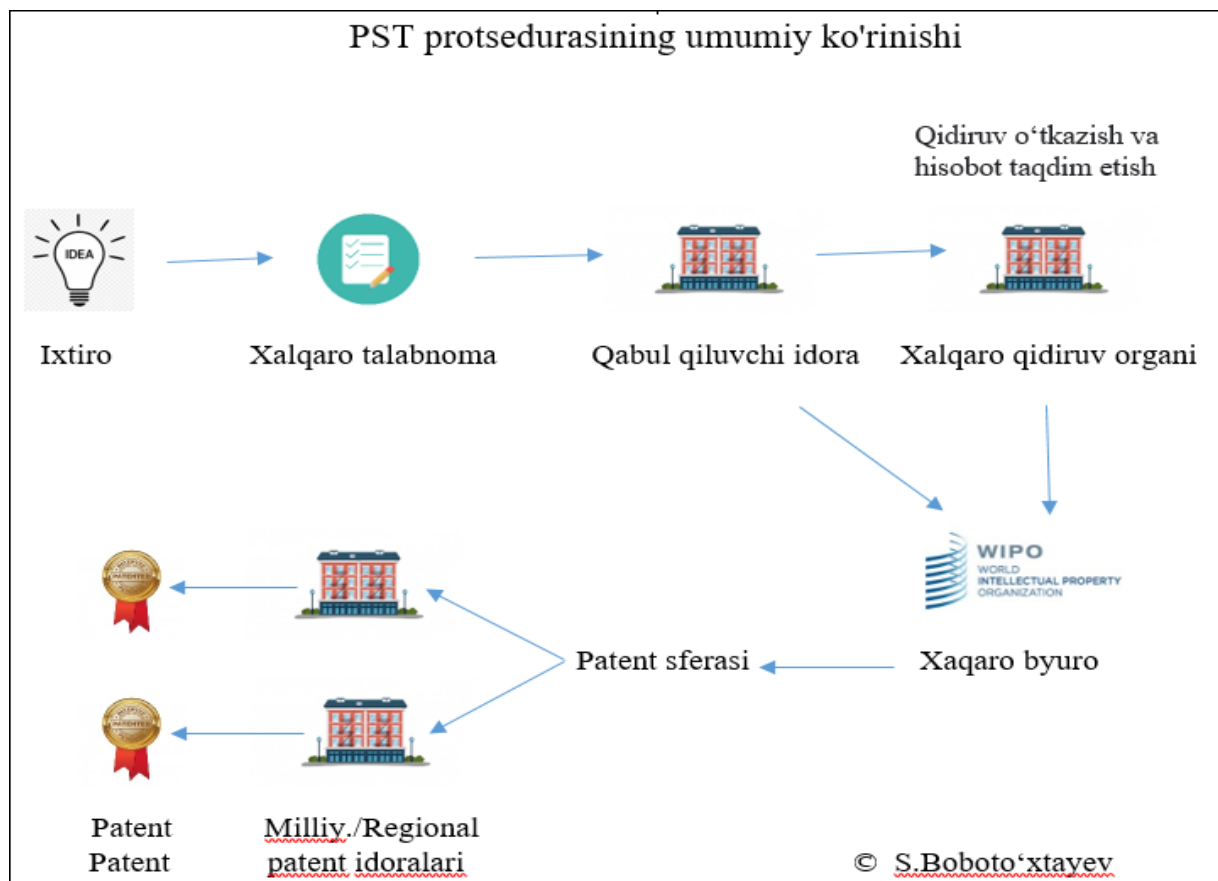 PST protsedurasining umumiy ko'rinishi
Qidiruv o‘tkazish va
hisobot taqdim etish
IDEA
Ixtiro
Xalqaro talabnoma
Qabul qiluvchi idora
Xalqaro qidiruv organi
WIPO
WORLD
INTELLECTUAL PROPERTY
ORGANIZATION
Patent sferasi
Xaqaro byuro
PATENTED
PATENTED
Patent
Milliy./Regional
Patent
patent idoralari
© S.Boboto‘xtayev